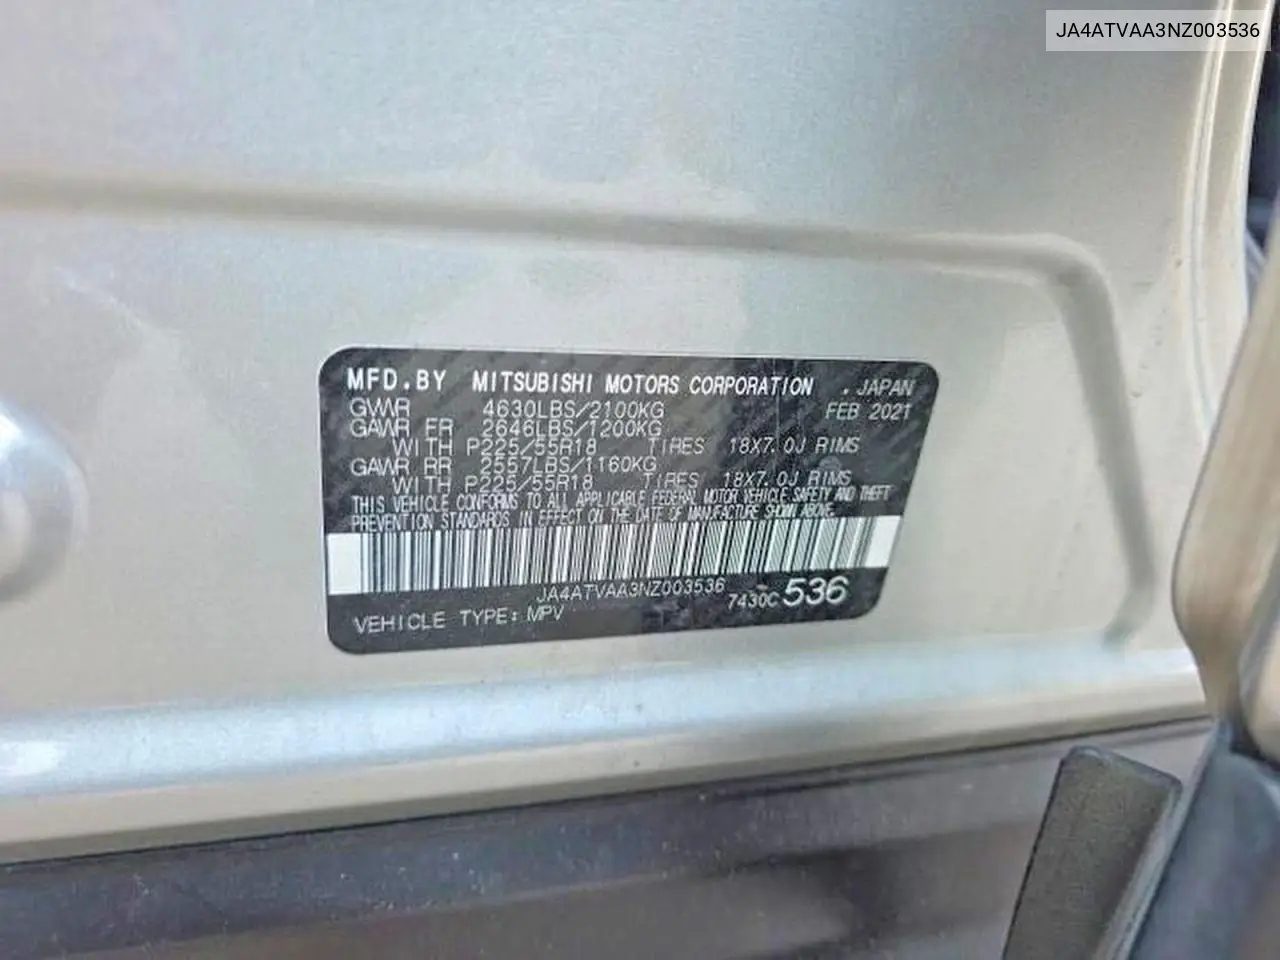 JA4ATVAA3NZ003536
MFD.BY MITSUBISHI MOTORS CORPORATION . JAPAN
GVWR 4630LBS/2100KG FEB 2021
GAWR FR 2646LBS/1200KG
WITH P225/55R18 TIRES 18X7.0J RIMS
GAWR RR 2557LBS/1160KG
WITH P225/55R18 TIRES 18X7.0J RIMS
THIS VEHICLE CONFORMS TO ALL APPLICABLE FEDERAL MOTOR VEHICLE SAFETY AND THEFT
PREVENTION STANDARDS IN EFFECT ON THE DATE OF MANUFACTURE SHOWN ABOVE.
JA4ATVAA3NZ003536 7430C 536
VEHICLE TYPE: MPV